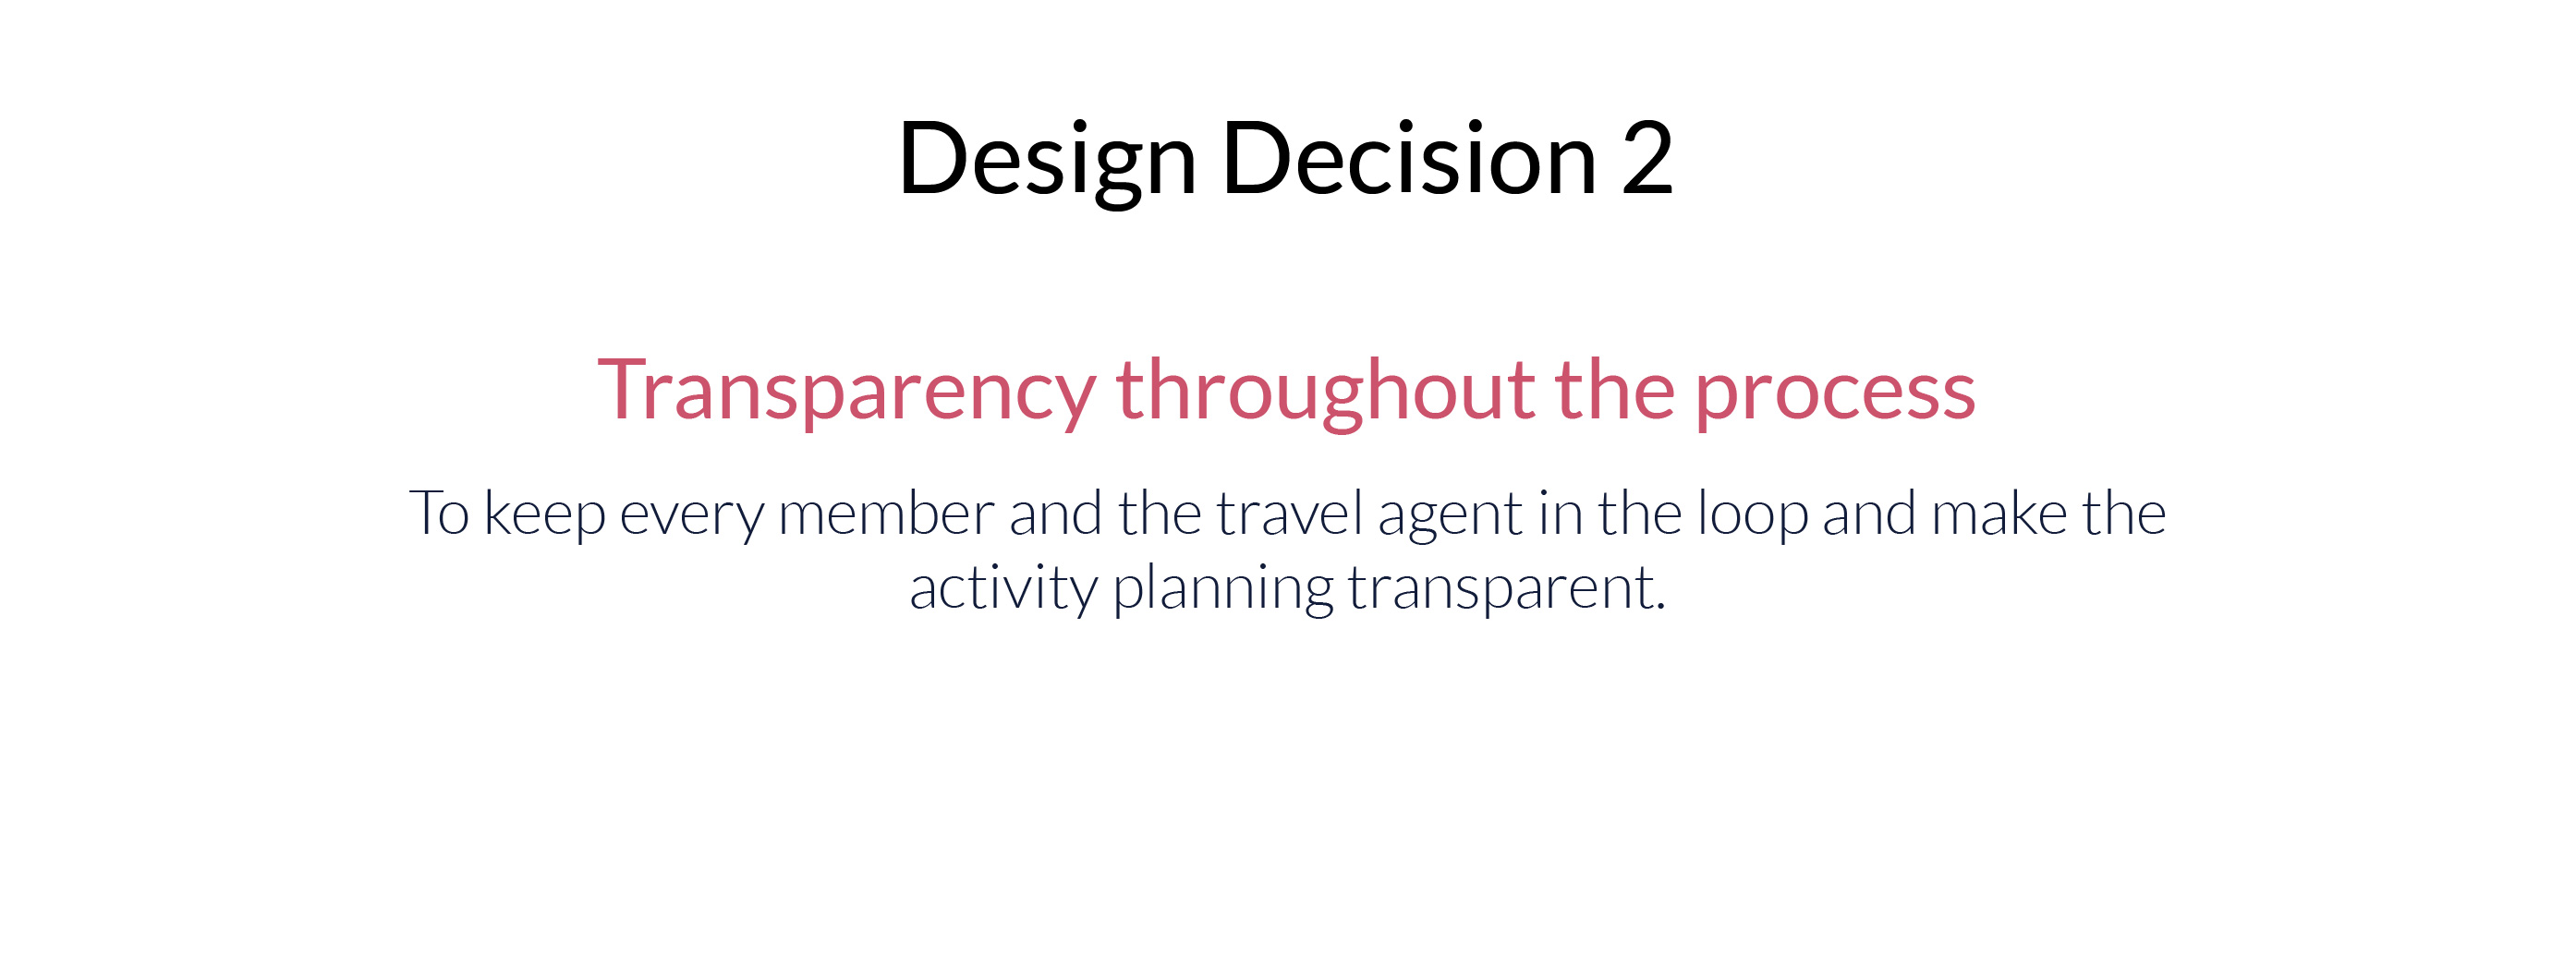 Design Decision 2
Transparency throughout the process
To keep every member and the travel agent in the loop and make the
activity planning transparent.